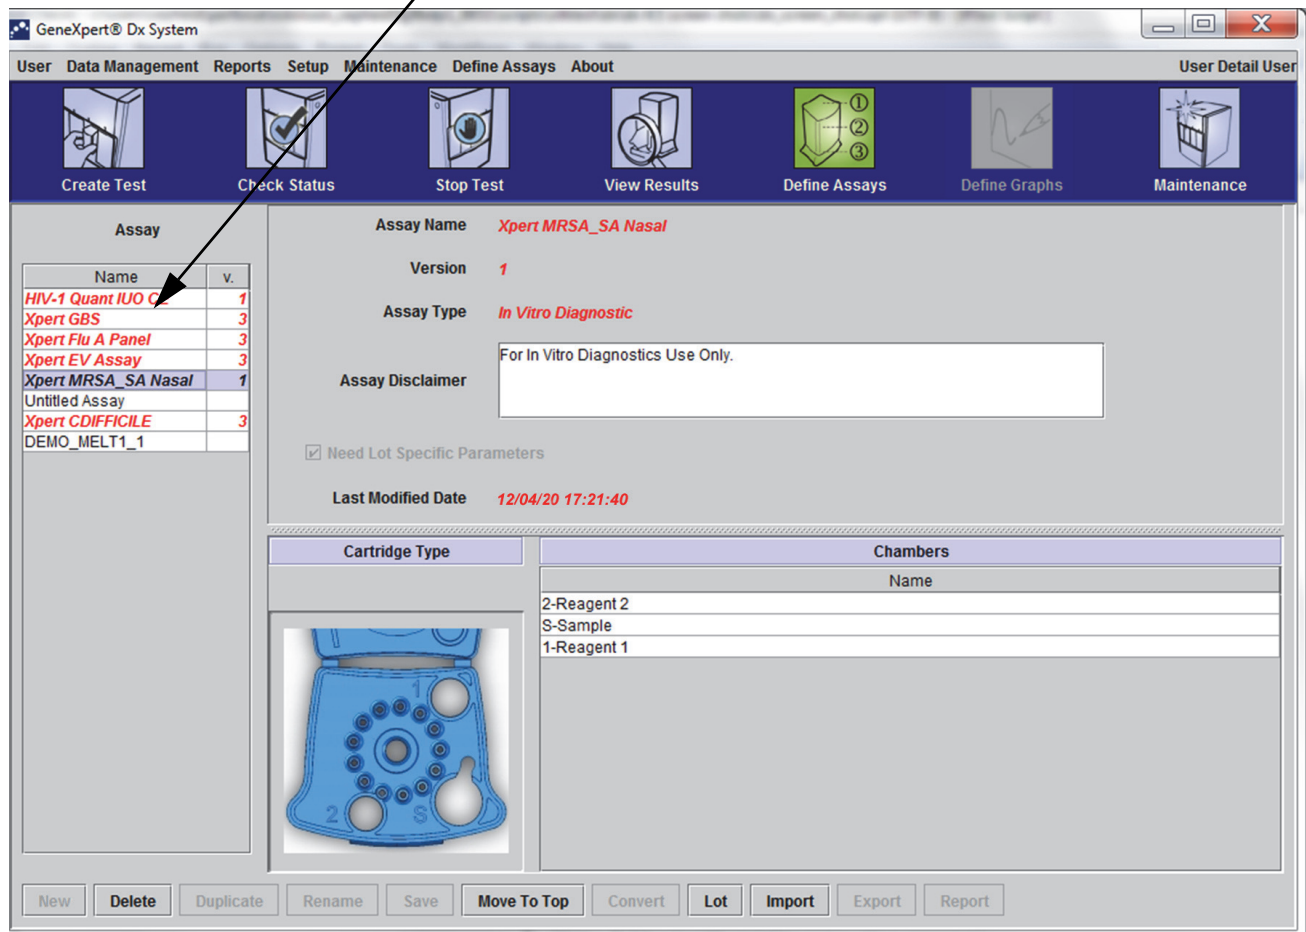 GeneXpert® Dx System
User Data Management Reports Setup Maintenance Define Assays About User Detail User
① ② ③
Create Test Check Status Stop Test View Results Define Assays Define Graphs Maintenance
Assay
Name v.
HIV-1 Quant IUO 1
Xpert GBS 3
Xpert Flu A Panel 3
Xpert EV Assay 3
Xpert MRSA_SA Nasal 1
Untitled Assay
Xpert CDIFFICILE 3
DEMO_MELT1_1
Assay Name Xpert MRSA_SA Nasal
Version 1
Assay Type In Vitro Diagnostic
Assay Disclaimer For In Vitro Diagnostics Use Only.
Need Lot Specific Parameters
Last Modified Date 12/04/20 17:21:40
Cartridge Type
1
2 S
Chambers
Name
2-Reagent 2
S-Sample
1-Reagent 1
New Delete Duplicate Rename Save Move To Top Convert Lot Import Export Report